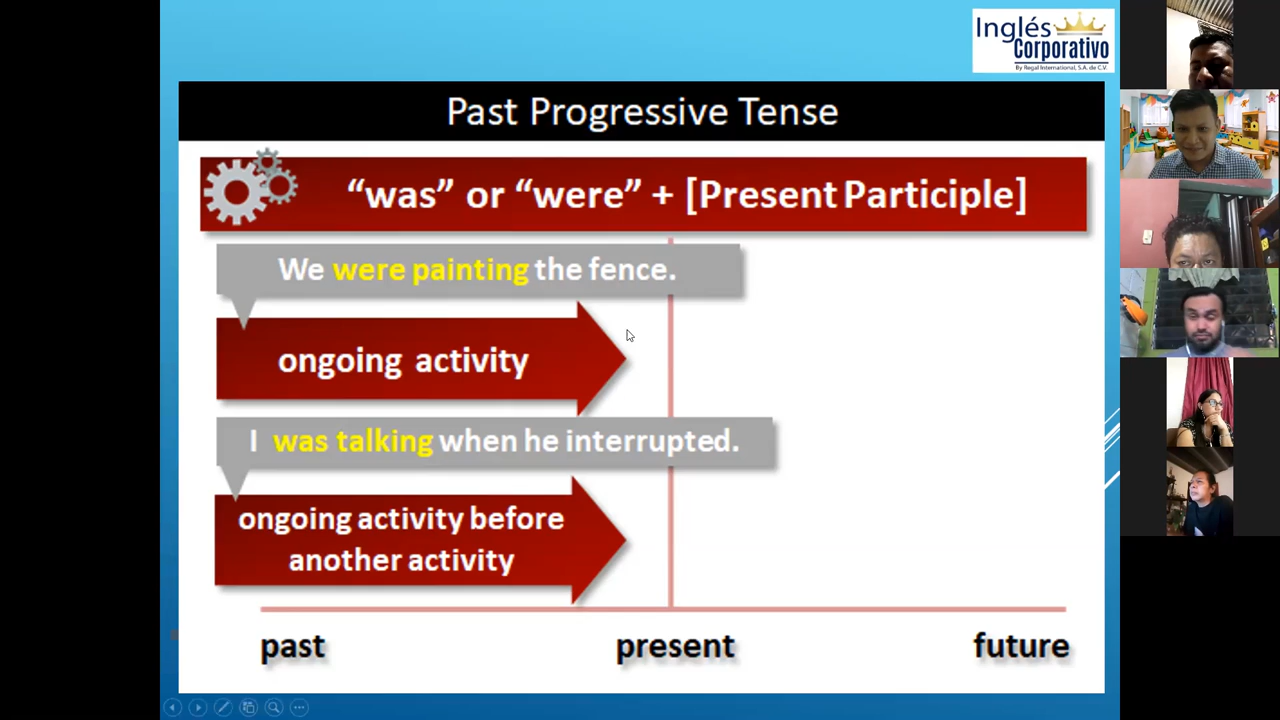 Inglés
Corporativo
By Regal International, S.A. de C.V.
Past Progressive Tense
“was” or “were” + [Present Participle]
We were painting the fence.
ongoing activity
I was talking when he interrupted.
ongoing activity before
another activity
past present future